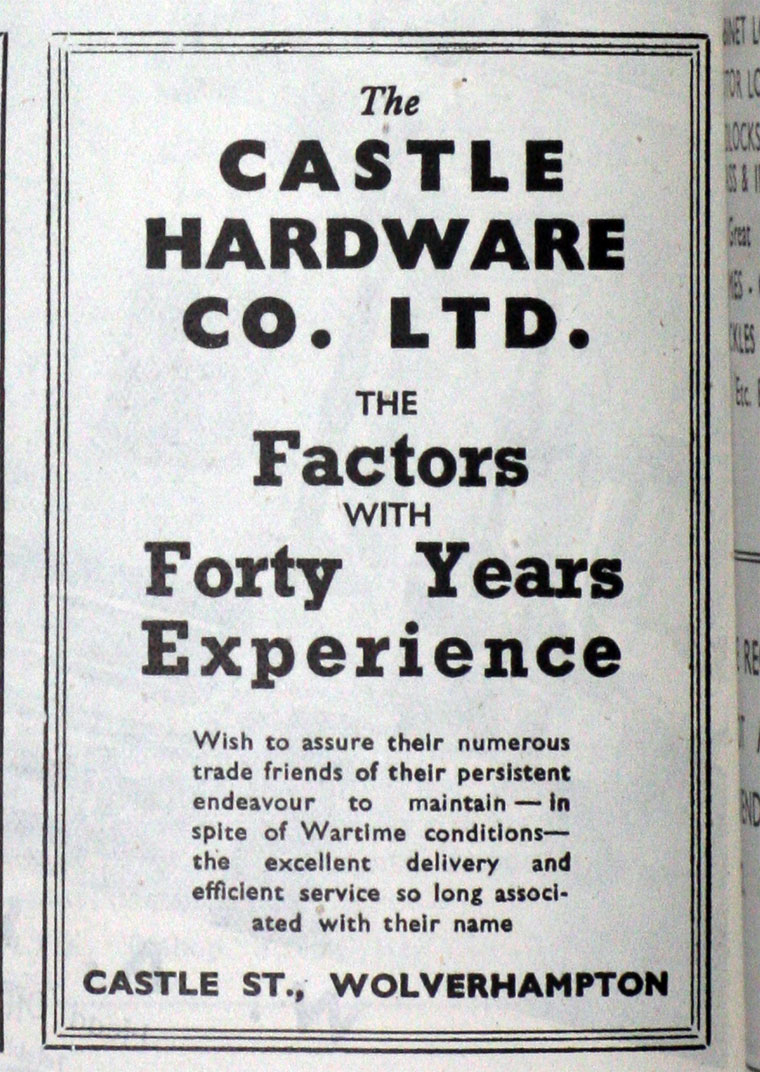 The
CASTLE
HARDWARE
CO. LTD.
THE
Factors
WITH
Forty Years
Experience
Wish to assure their numerous
trade friends of their persistent
endeavour to maintain — in
spite of Wartime conditions—
the excellent delivery and
efficient service so long associ-
ated with their name
CASTLE ST., WOLVERHAMPTON
Great
Etc.